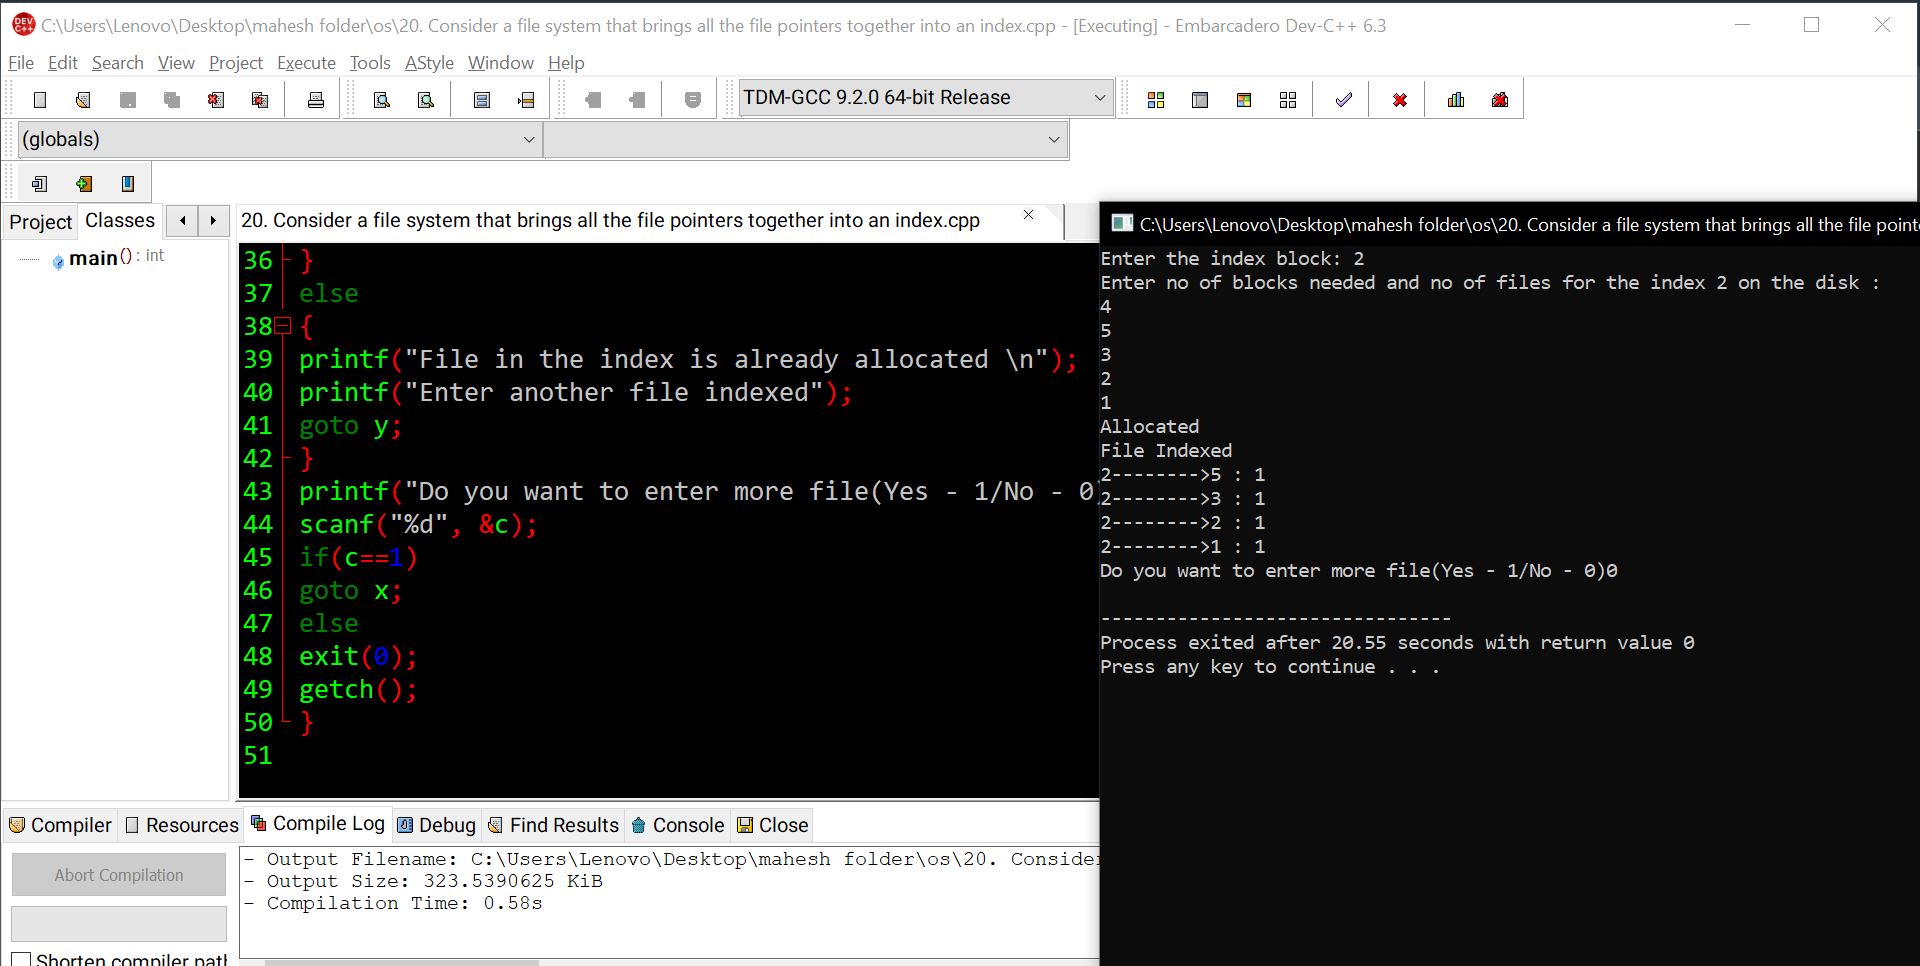 C:\Users\Lenovo\Desktop\mahesh folder\os\20. Consider a file system that brings all the file pointers together into an index.cpp - [Executing] - Embarcadero Dev-C++ 6.3
File Edit Search View Project Execute Tools AStyle Window Help
TDM-GCC 9.2.0 64-bit Release
(globals)
Project Classes
main() : int
20. Consider a file system that brings all the file pointers together into an index.cpp
36 }
37 else
38 {
39 printf("File in the index is already allocated \n");
40 printf("Enter another file indexed");
41 goto y;
42 }
43 printf("Do you want to enter more file(Yes - 1/No - 0)
44 scanf("%d", &c);
45 if(c==1)
46 goto x;
47 else
48 exit(0);
49 getch();
50 }
51
C:\Users\Lenovo\Desktop\mahesh folder\os\20. Consider a file system that brings all the file point
Enter the index block: 2
Enter no of blocks needed and no of files for the index 2 on the disk :
4
5
3
2
1
Allocated
File Indexed
2-------->5 : 1
2-------->3 : 1
2-------->2 : 1
2-------->1 : 1
Do you want to enter more file(Yes - 1/No - 0)0
--------------------------------
Process exited after 20.55 seconds with return value 0
Press any key to continue . . .
Compiler Resources Compile Log Debug Find Results Console Close
Abort Compilation
Shorten compiler path
- Output Filename: C:\Users\Lenovo\Desktop\mahesh folder\os\20. Consider
- Output Size: 323.5390625 KiB
- Compilation Time: 0.58s